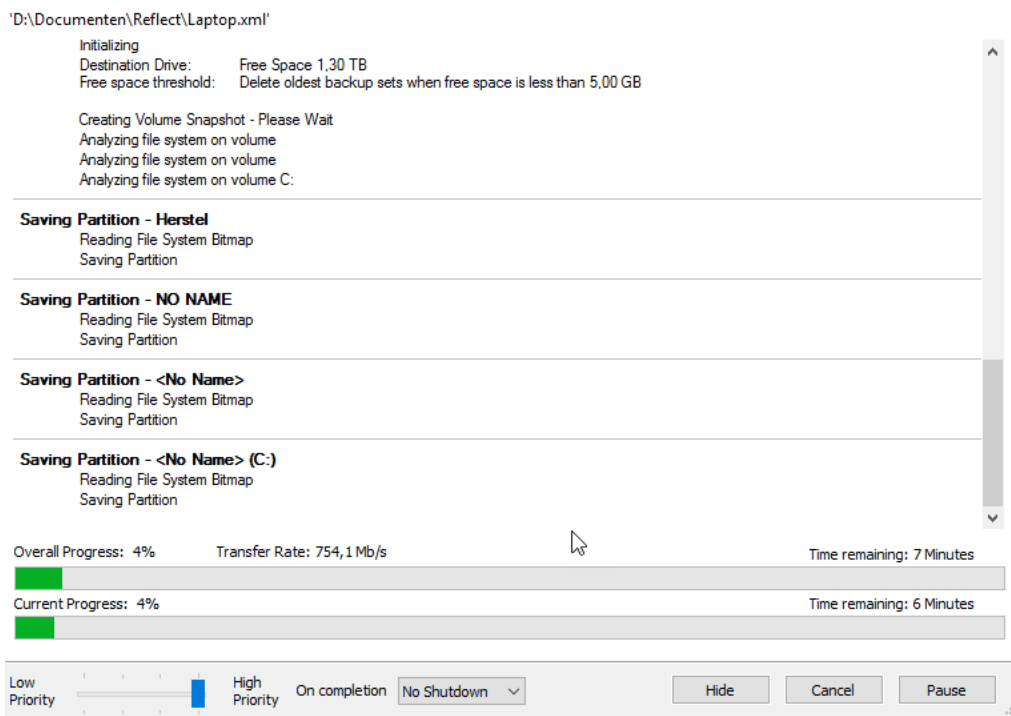 'D:\Documenten\Reflect\Laptop.xml'
Initializing
Destination Drive: Free Space 1,30 TB
Free space threshold: Delete oldest backup sets when free space is less than 5,00 GB
Creating Volume Snapshot - Please Wait
Analyzing file system on volume
Analyzing file system on volume
Analyzing file system on volume C:
Saving Partition - Herstel
Reading File System Bitmap
Saving Partition
Saving Partition - NO NAME
Reading File System Bitmap
Saving Partition
Saving Partition - <No Name>
Reading File System Bitmap
Saving Partition
Saving Partition - <No Name> (C:)
Reading File System Bitmap
Saving Partition
Overall Progress: 4% Transfer Rate: 754,1 Mb/s Time remaining: 7 Minutes
Current Progress: 4% Time remaining: 6 Minutes
Low Priority High Priority On completion No Shutdown Hide Cancel Pause